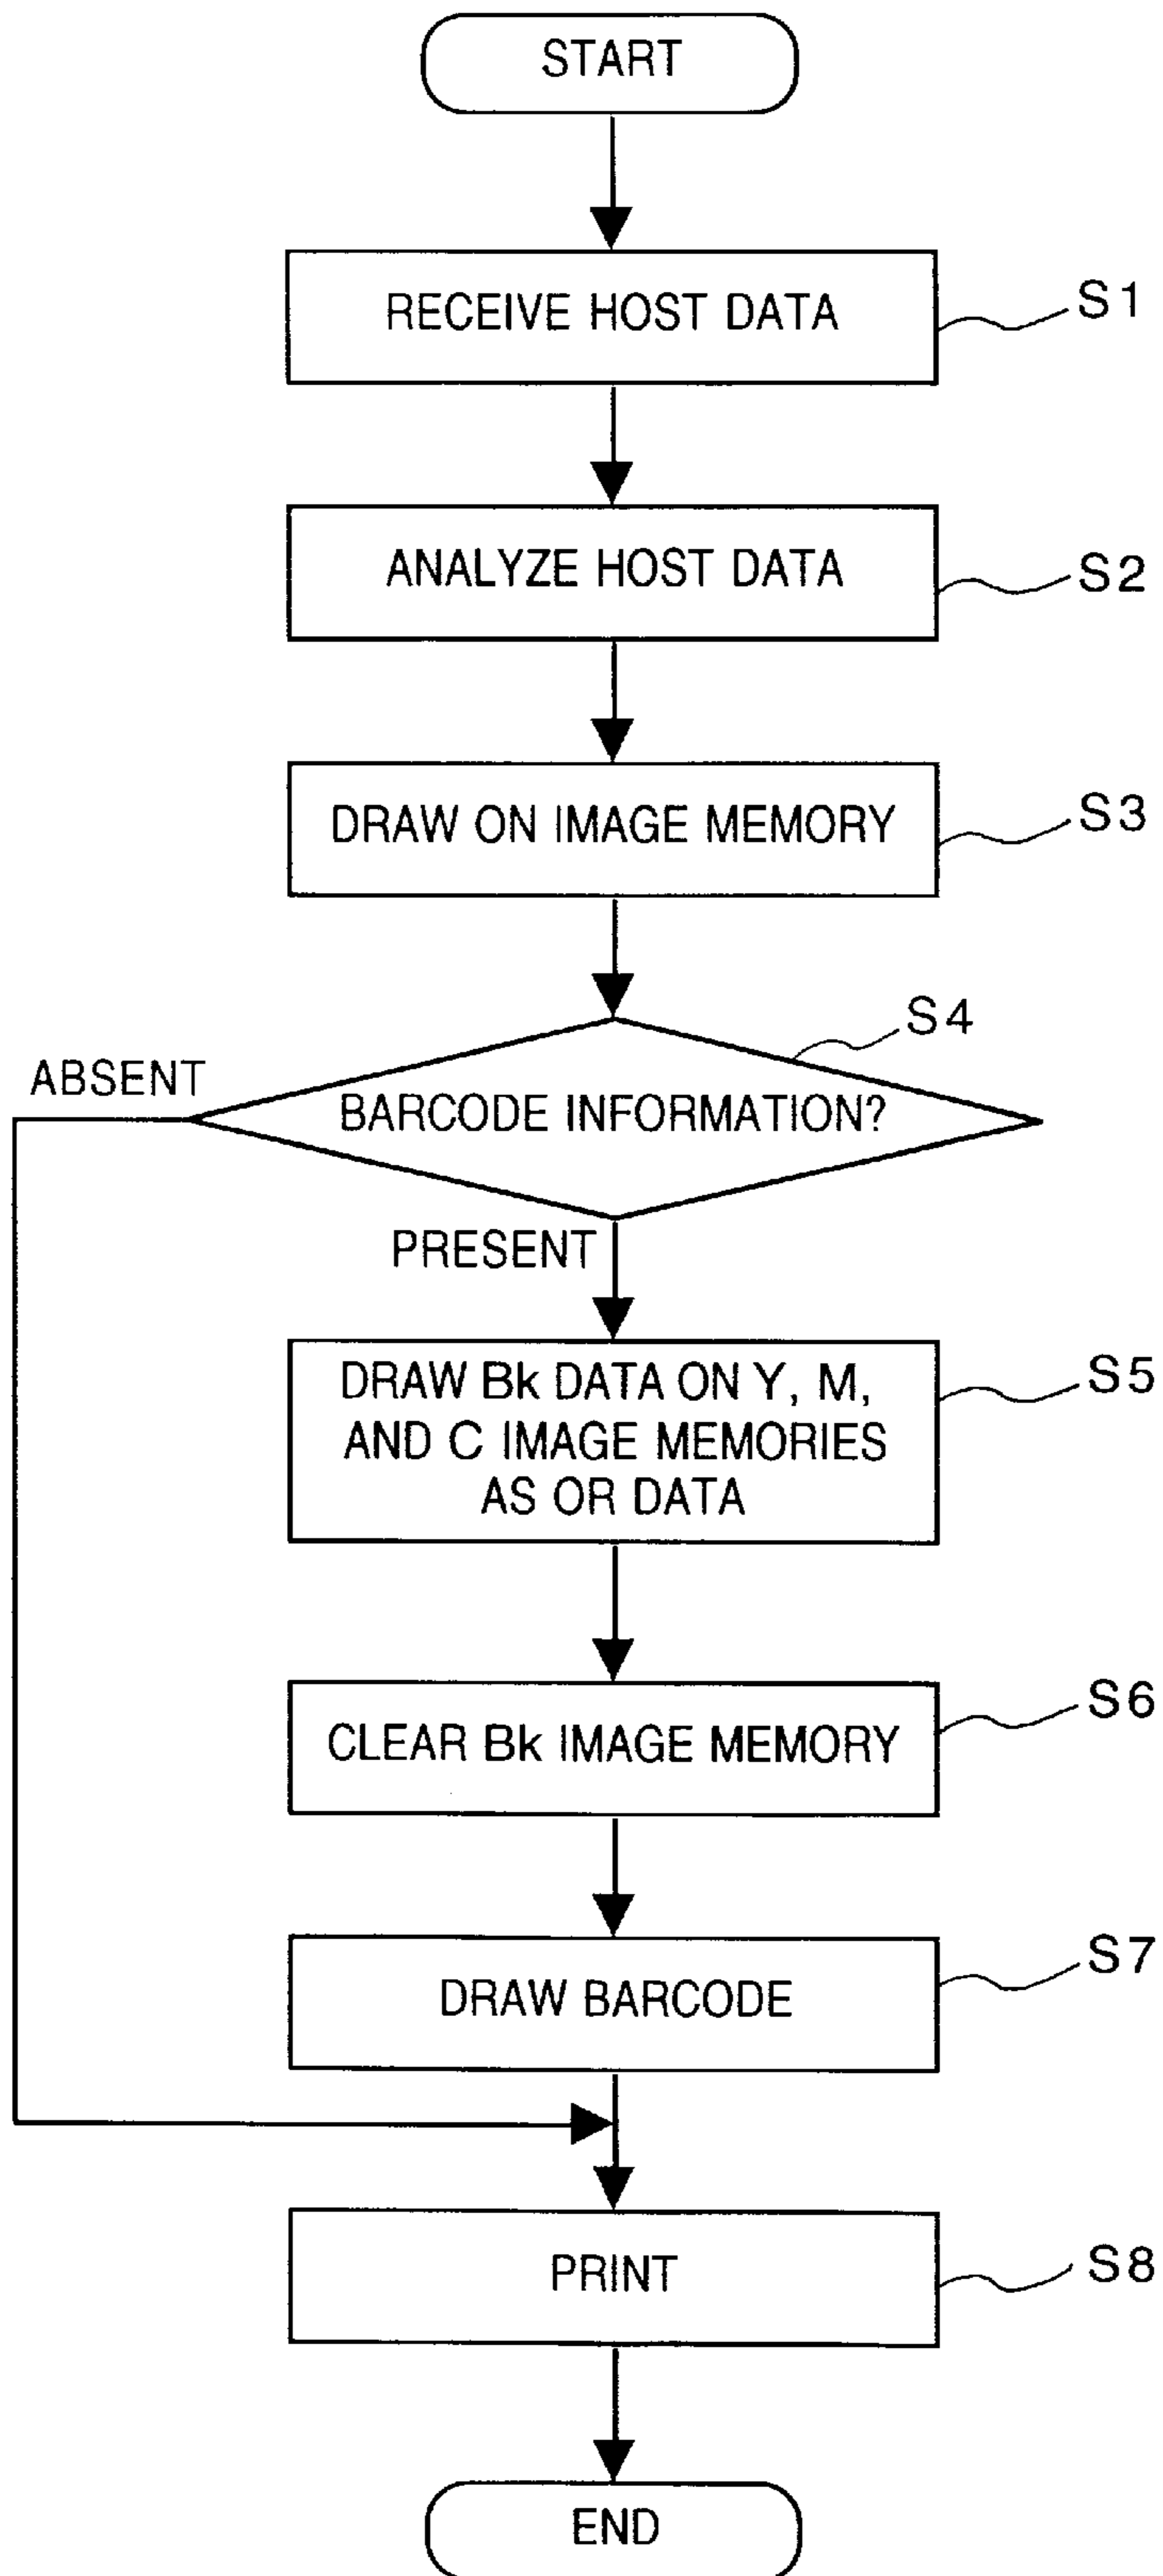 START
RECEIVE HOST DATA
S1
ANALYZE HOST DATA
S2
DRAW ON IMAGE MEMORY
S3
S4
ABSENT
BARCODE INFORMATION?
PRESENT
DRAW Bk DATA ON Y, M,
AND C IMAGE MEMORIES
AS OR DATA
S5
CLEAR Bk IMAGE MEMORY
S6
DRAW BARCODE
S7
PRINT
S8
END